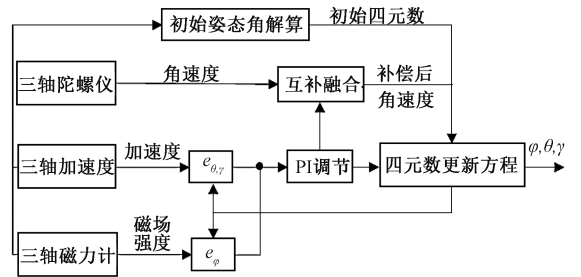 初始姿态角解算
初始四元数
三轴陀螺仪
角速度
互补融合
补偿后
角速度
三轴加速度
加速度
eθ,γ
PI调节
四元数更新方程
φ,θ,γ
三轴磁力计
磁场
强度
eφ